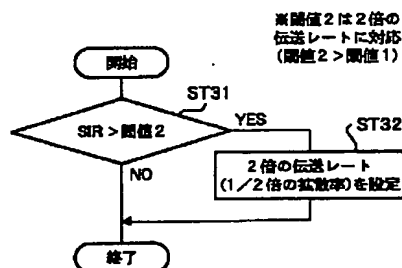 ※閾値2は2倍の
伝送レートに対応
(閾値2>閾値1)
開始
ST31
SIR>閾値2
YES
ST32
2倍の伝送レート
(1/2倍の拡散率)を設定
NO
終了